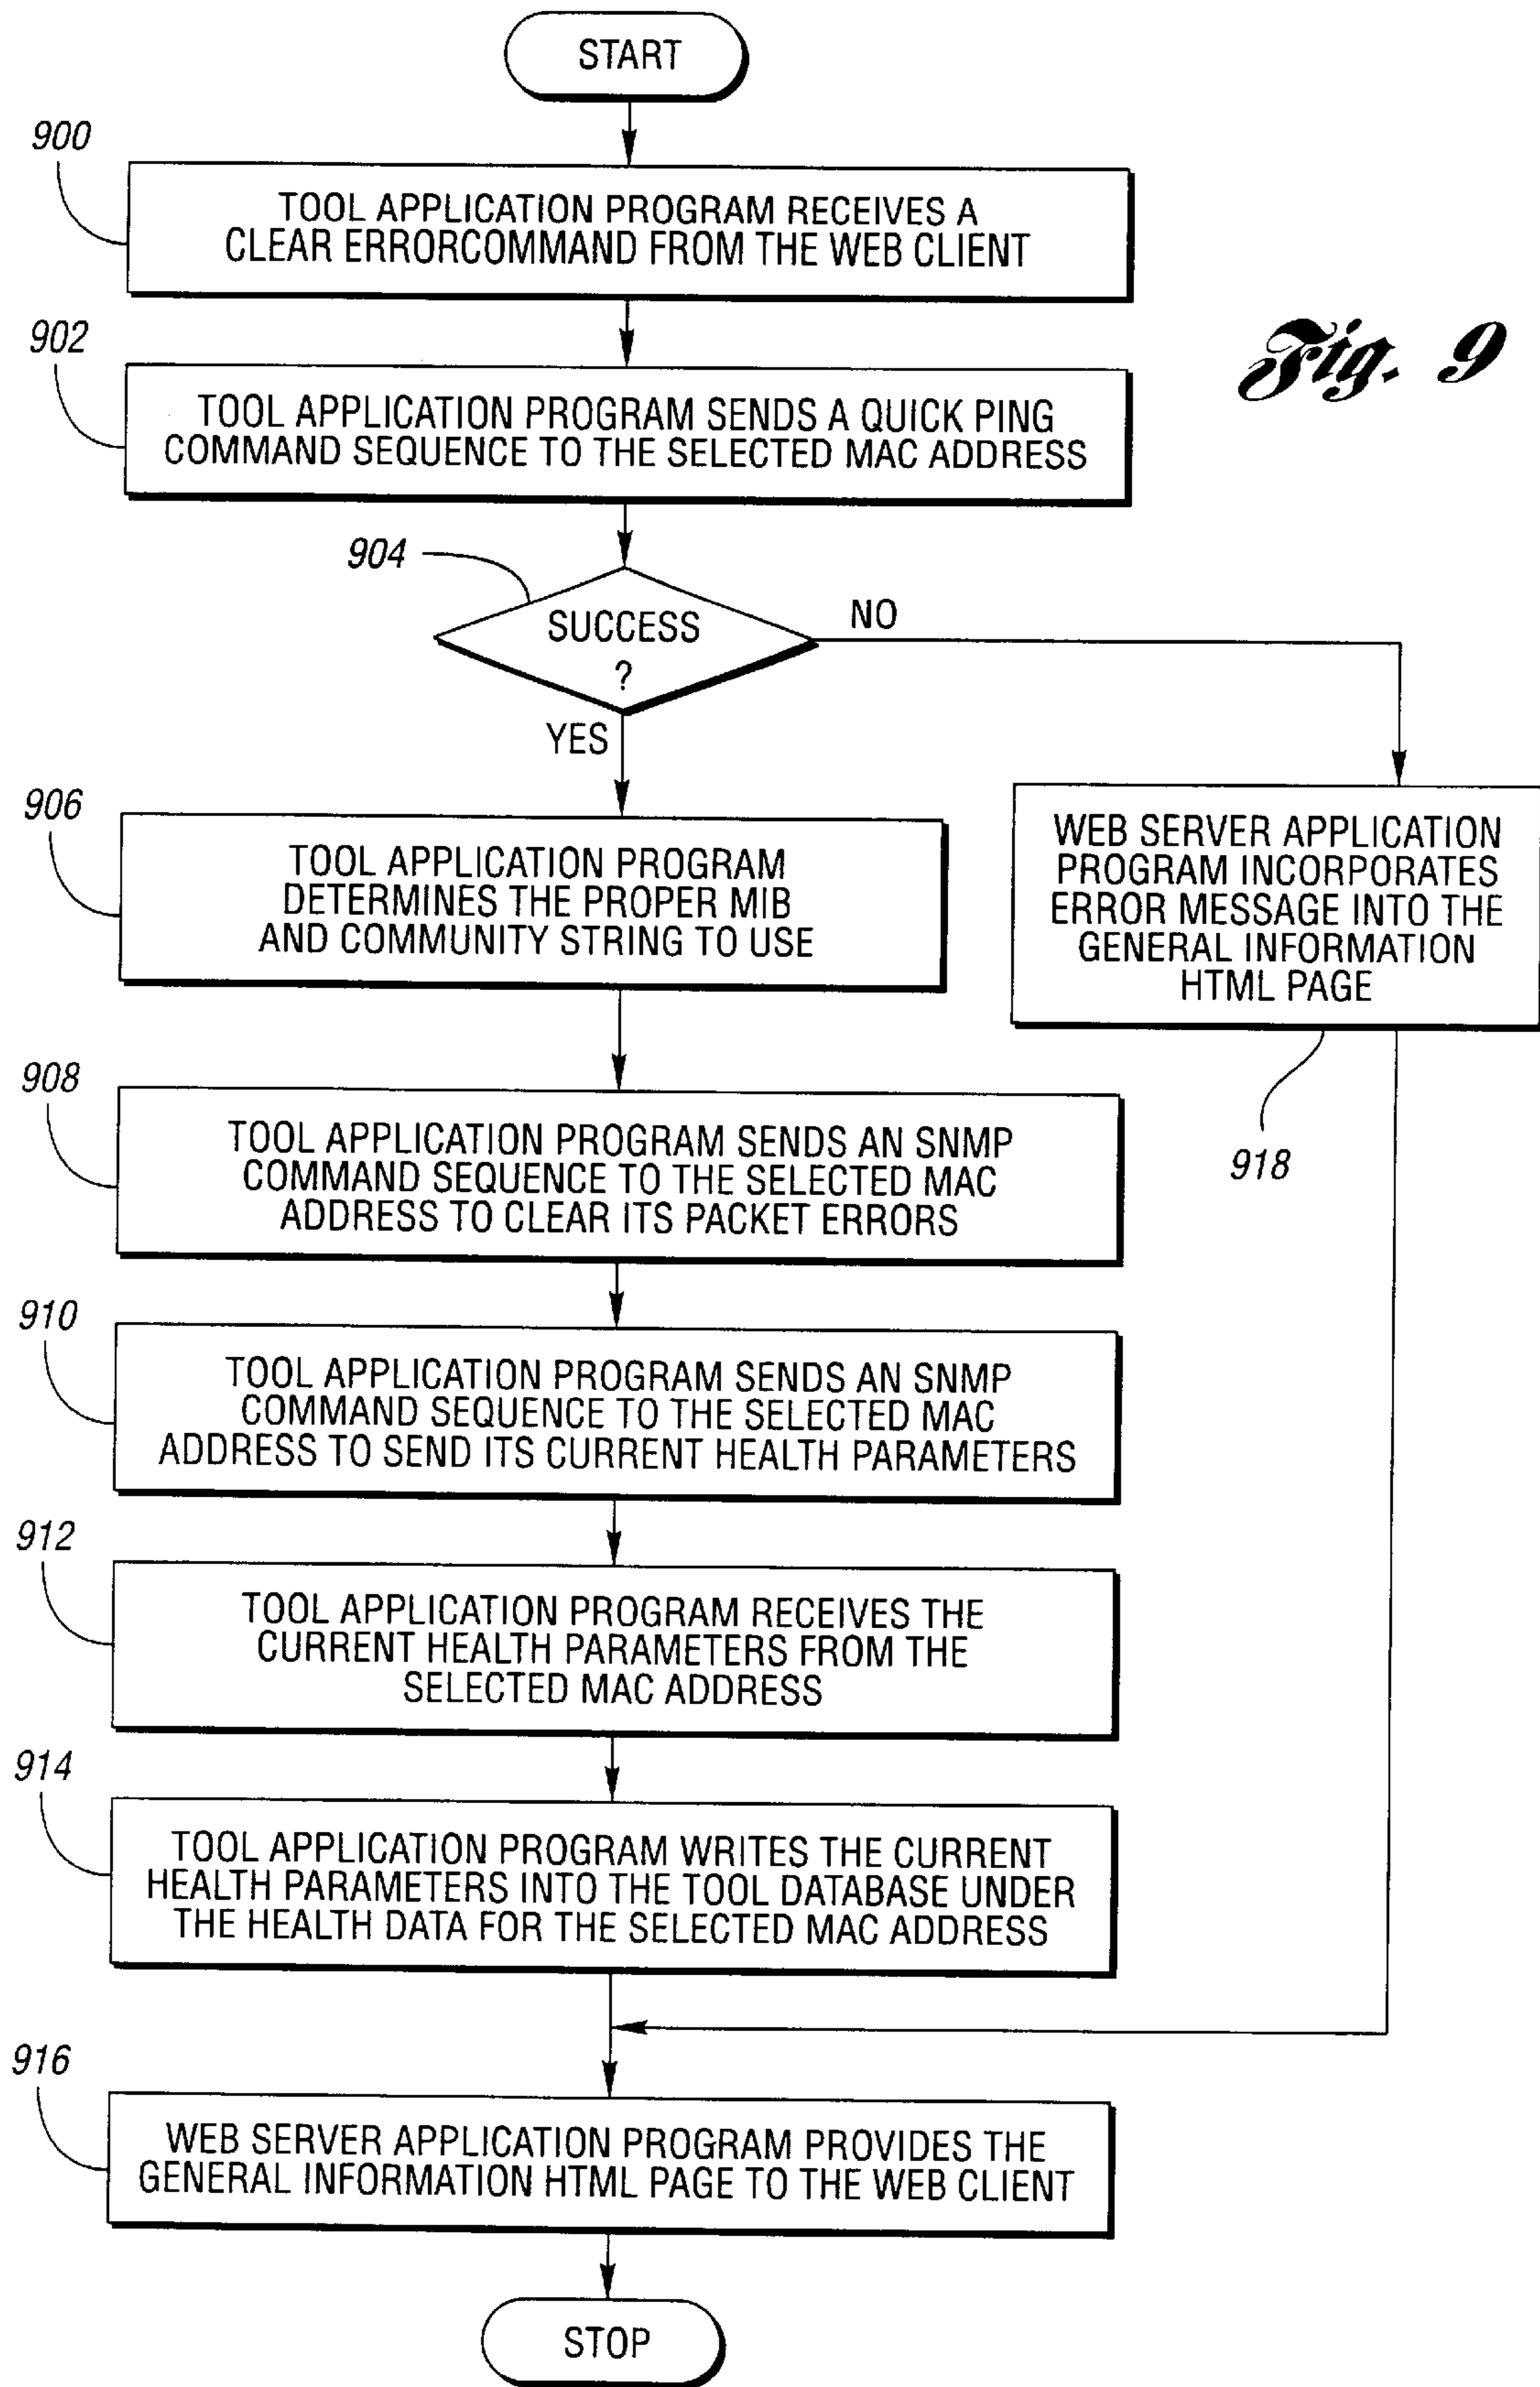 START
900
TOOL APPLICATION PROGRAM RECEIVES A
CLEAR ERRORCOMMAND FROM THE WEB CLIENT
902
TOOL APPLICATION PROGRAM SENDS A QUICK PING
COMMAND SEQUENCE TO THE SELECTED MAC ADDRESS
Fig. 9
904
SUCCESS
?
NO
YES
906
TOOL APPLICATION PROGRAM
DETERMINES THE PROPER MIB
AND COMMUNITY STRING TO USE
WEB SERVER APPLICATION
PROGRAM INCORPORATES
ERROR MESSAGE INTO THE
GENERAL INFORMATION
HTML PAGE
918
908
TOOL APPLICATION PROGRAM SENDS AN SNMP
COMMAND SEQUENCE TO THE SELECTED MAC
ADDRESS TO CLEAR ITS PACKET ERRORS
910
TOOL APPLICATION PROGRAM SENDS AN SNMP
COMMAND SEQUENCE TO THE SELECTED MAC
ADDRESS TO SEND ITS CURRENT HEALTH PARAMETERS
912
TOOL APPLICATION PROGRAM RECEIVES THE
CURRENT HEALTH PARAMETERS FROM THE
SELECTED MAC ADDRESS
914
TOOL APPLICATION PROGRAM WRITES THE CURRENT
HEALTH PARAMETERS INTO THE TOOL DATABASE UNDER
THE HEALTH DATA FOR THE SELECTED MAC ADDRESS
916
WEB SERVER APPLICATION PROGRAM PROVIDES THE
GENERAL INFORMATION HTML PAGE TO THE WEB CLIENT
STOP